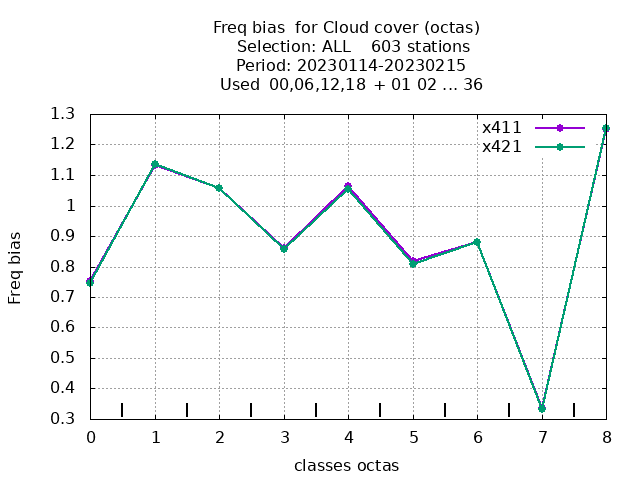 Freq bias  for Cloud cover (octas)
Selection: ALL    603 stations
Period: 20230114-20230215
Used  00,06,12,18  + 01 02 ... 36
x411
x421
1.3
1.2
1.1
1
0.9
0.8
0.7
0.6
0.5
0.4
0.3
Freq bias
0 1 2 3 4 5 6 7 8
classes octas